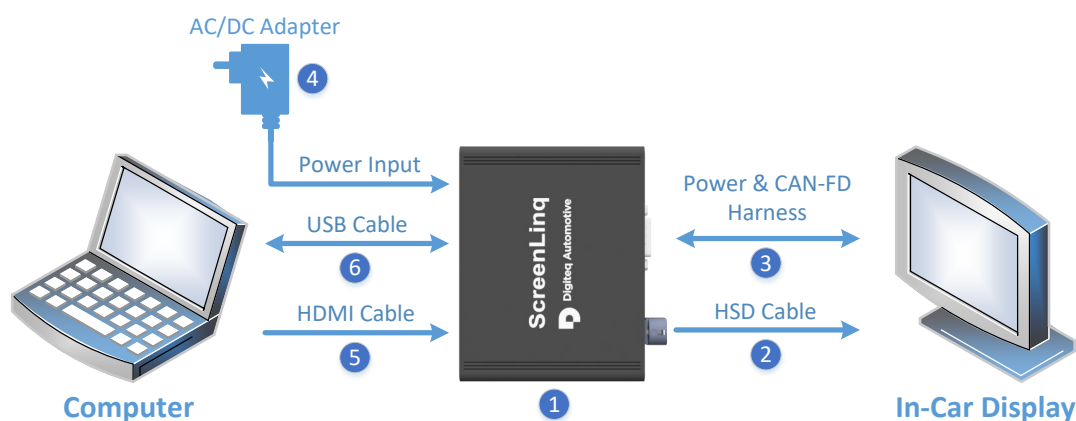 AC/DC Adapter
4
Power Input
USB Cable
6
HDMI Cable
5
Computer
ScreenLinq
Digiteq Automotive
1
Power & CAN-FD
Harness
3
HSD Cable
2
In-Car Display